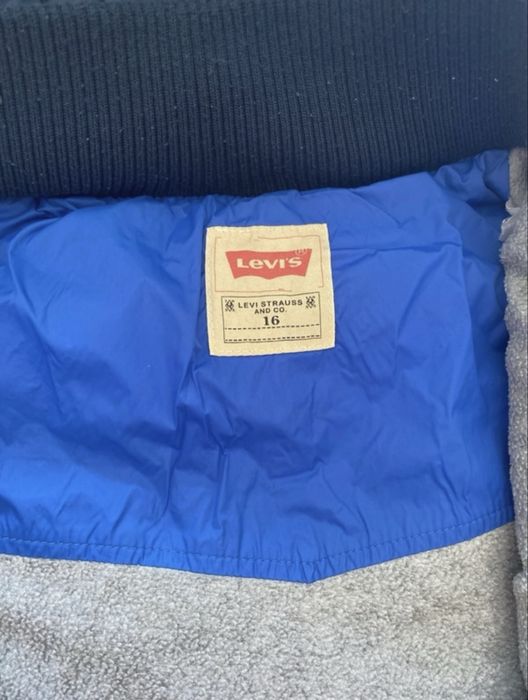 Levi's
LEVI STRAUSS
AND CO.
16